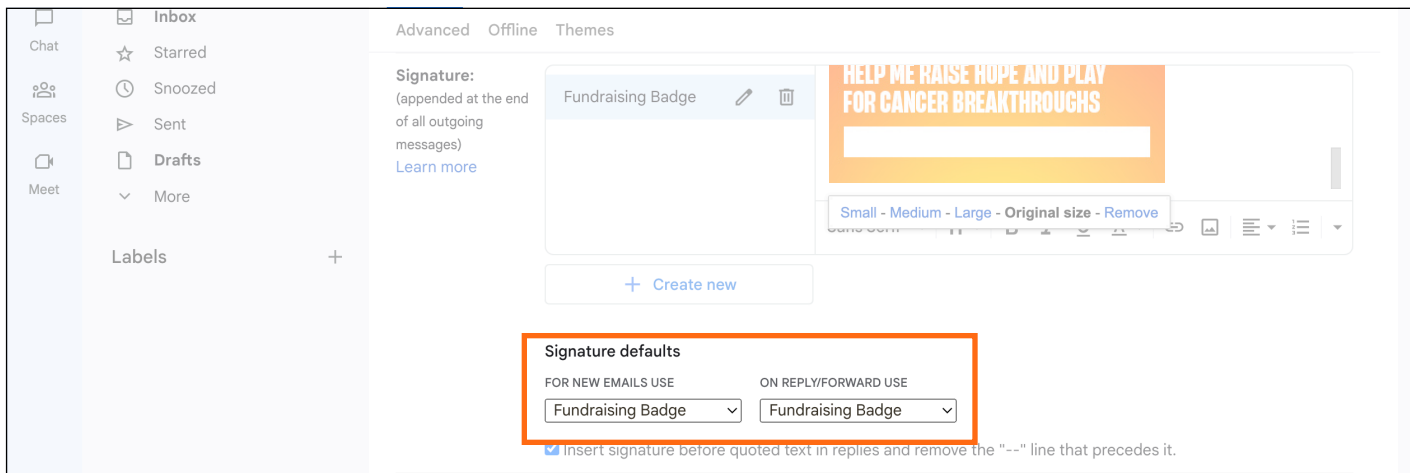 Inbox
Chat
Starred
Snoozed
Spaces
Sent
Drafts
Meet
More
Labels
Advanced Offline Themes
Signature:
(appended at the end
of all outgoing
messages)
Learn more
Fundraising Badge
HELP ME RAISE HOPE AND PLAY
FOR CANCER BREAKTHROUGHS
Small - Medium - Large - Original size - Remove
Create new
Signature defaults
FOR NEW EMAILS USE
ON REPLY/FORWARD USE
Fundraising Badge
Fundraising Badge
Insert signature before quoted text in replies and remove the "--" line that precedes it.